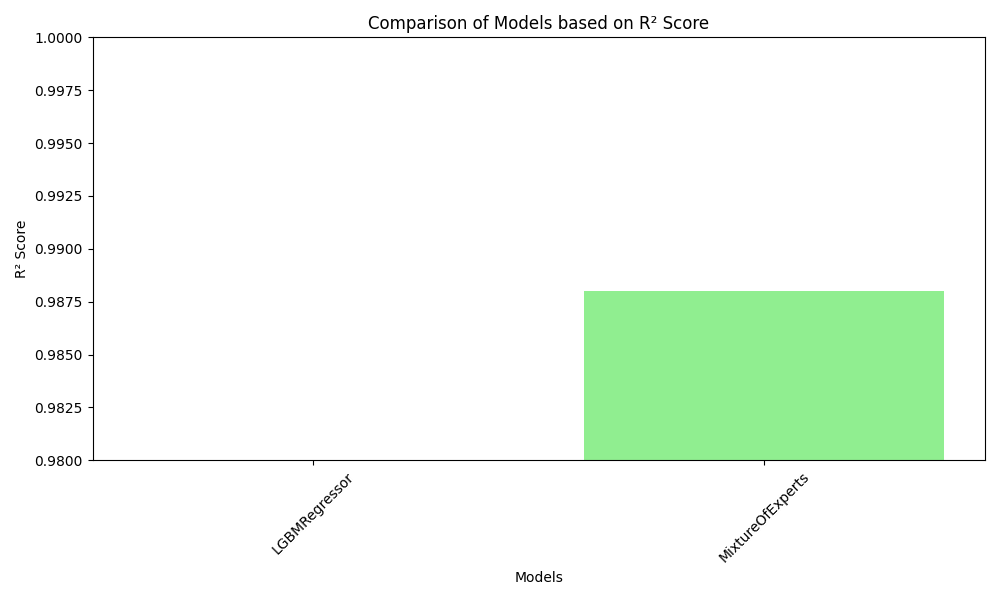 Comparison of Models based on R² Score
1.0000
0.9975
0.9950
0.9925
0.9900
0.9875
0.9850
0.9825
0.9800
R² Score
LGBMRegressor
MixtureOfExperts
Models